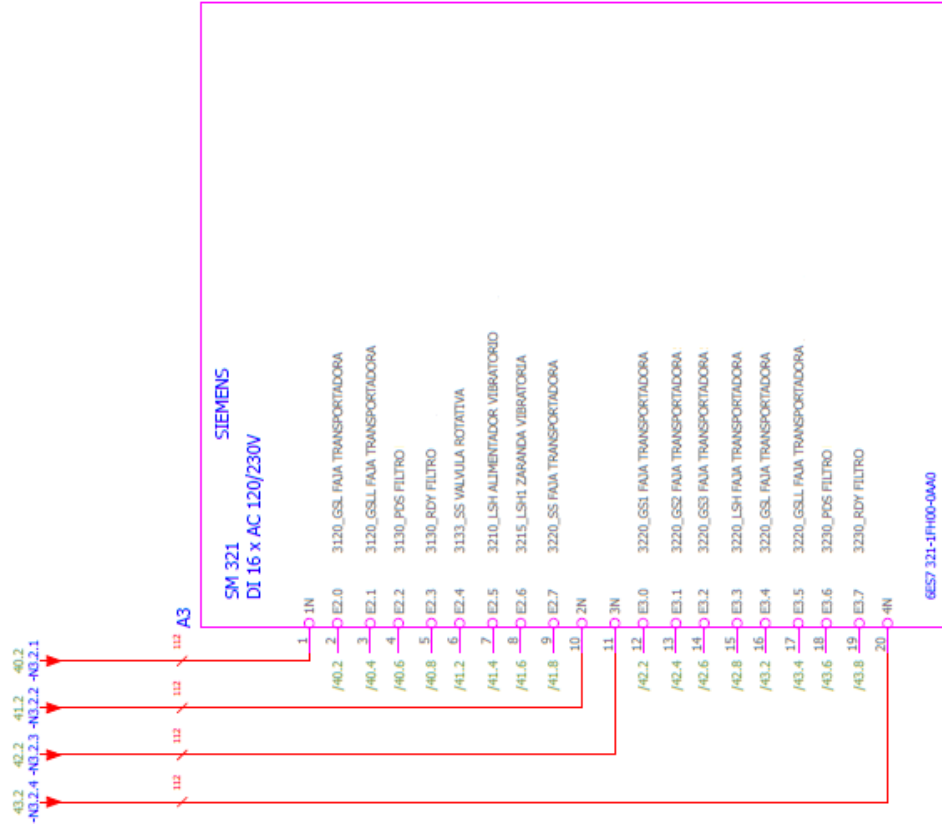 40.2
-N3.2.1
41.2
-N3.2.2
42.2
-N3.2.3
43.2
-N3.2.4
112
112
112
112
A3
SM 321
DI 16 x AC 120/230V
SIEMENS
1 1N
/40.2 2 E2.0 3120_GSL FAJA TRANSPORTADORA
/40.4 3 E2.1 3120_GSLL FAJA TRANSPORTADORA
/40.6 4 E2.2 3130_PDS FILTRO
/40.8 5 E2.3 3130_RDY FILTRO
/41.2 6 E2.4 3133_SS VALVULA ROTATIVA
/41.4 7 E2.5 3210_LSH ALIMENTADOR VIBRATORIO
/41.6 8 E2.6 3215_LSH1 ZARANDA VIBRATORIA
/41.8 9 E2.7 3220_SS FAJA TRANSPORTADORA
10 2N
11 3N
/42.2 12 E3.0 3220_GS1 FAJA TRANSPORTADORA
/42.4 13 E3.1 3220_GS2 FAJA TRANSPORTADORA
/42.6 14 E3.2 3220_GS3 FAJA TRANSPORTADORA
/42.8 15 E3.3 3220_LSH FAJA TRANSPORTADORA
/43.2 16 E3.4 3220_GSL FAJA TRANSPORTADORA
/43.4 17 E3.5 3220_GSLL FAJA TRANSPORTADORA
/43.6 18 E3.6 3230_PDS FILTRO
/43.8 19 E3.7 3230_RDY FILTRO
20 4N
6ES7 321-1FH00-0AA0